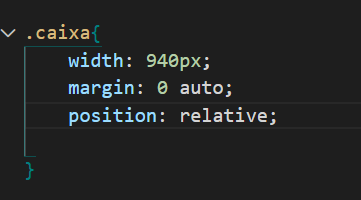 .caixa{
width: 940px;
margin: 0 auto;
position: relative;
}